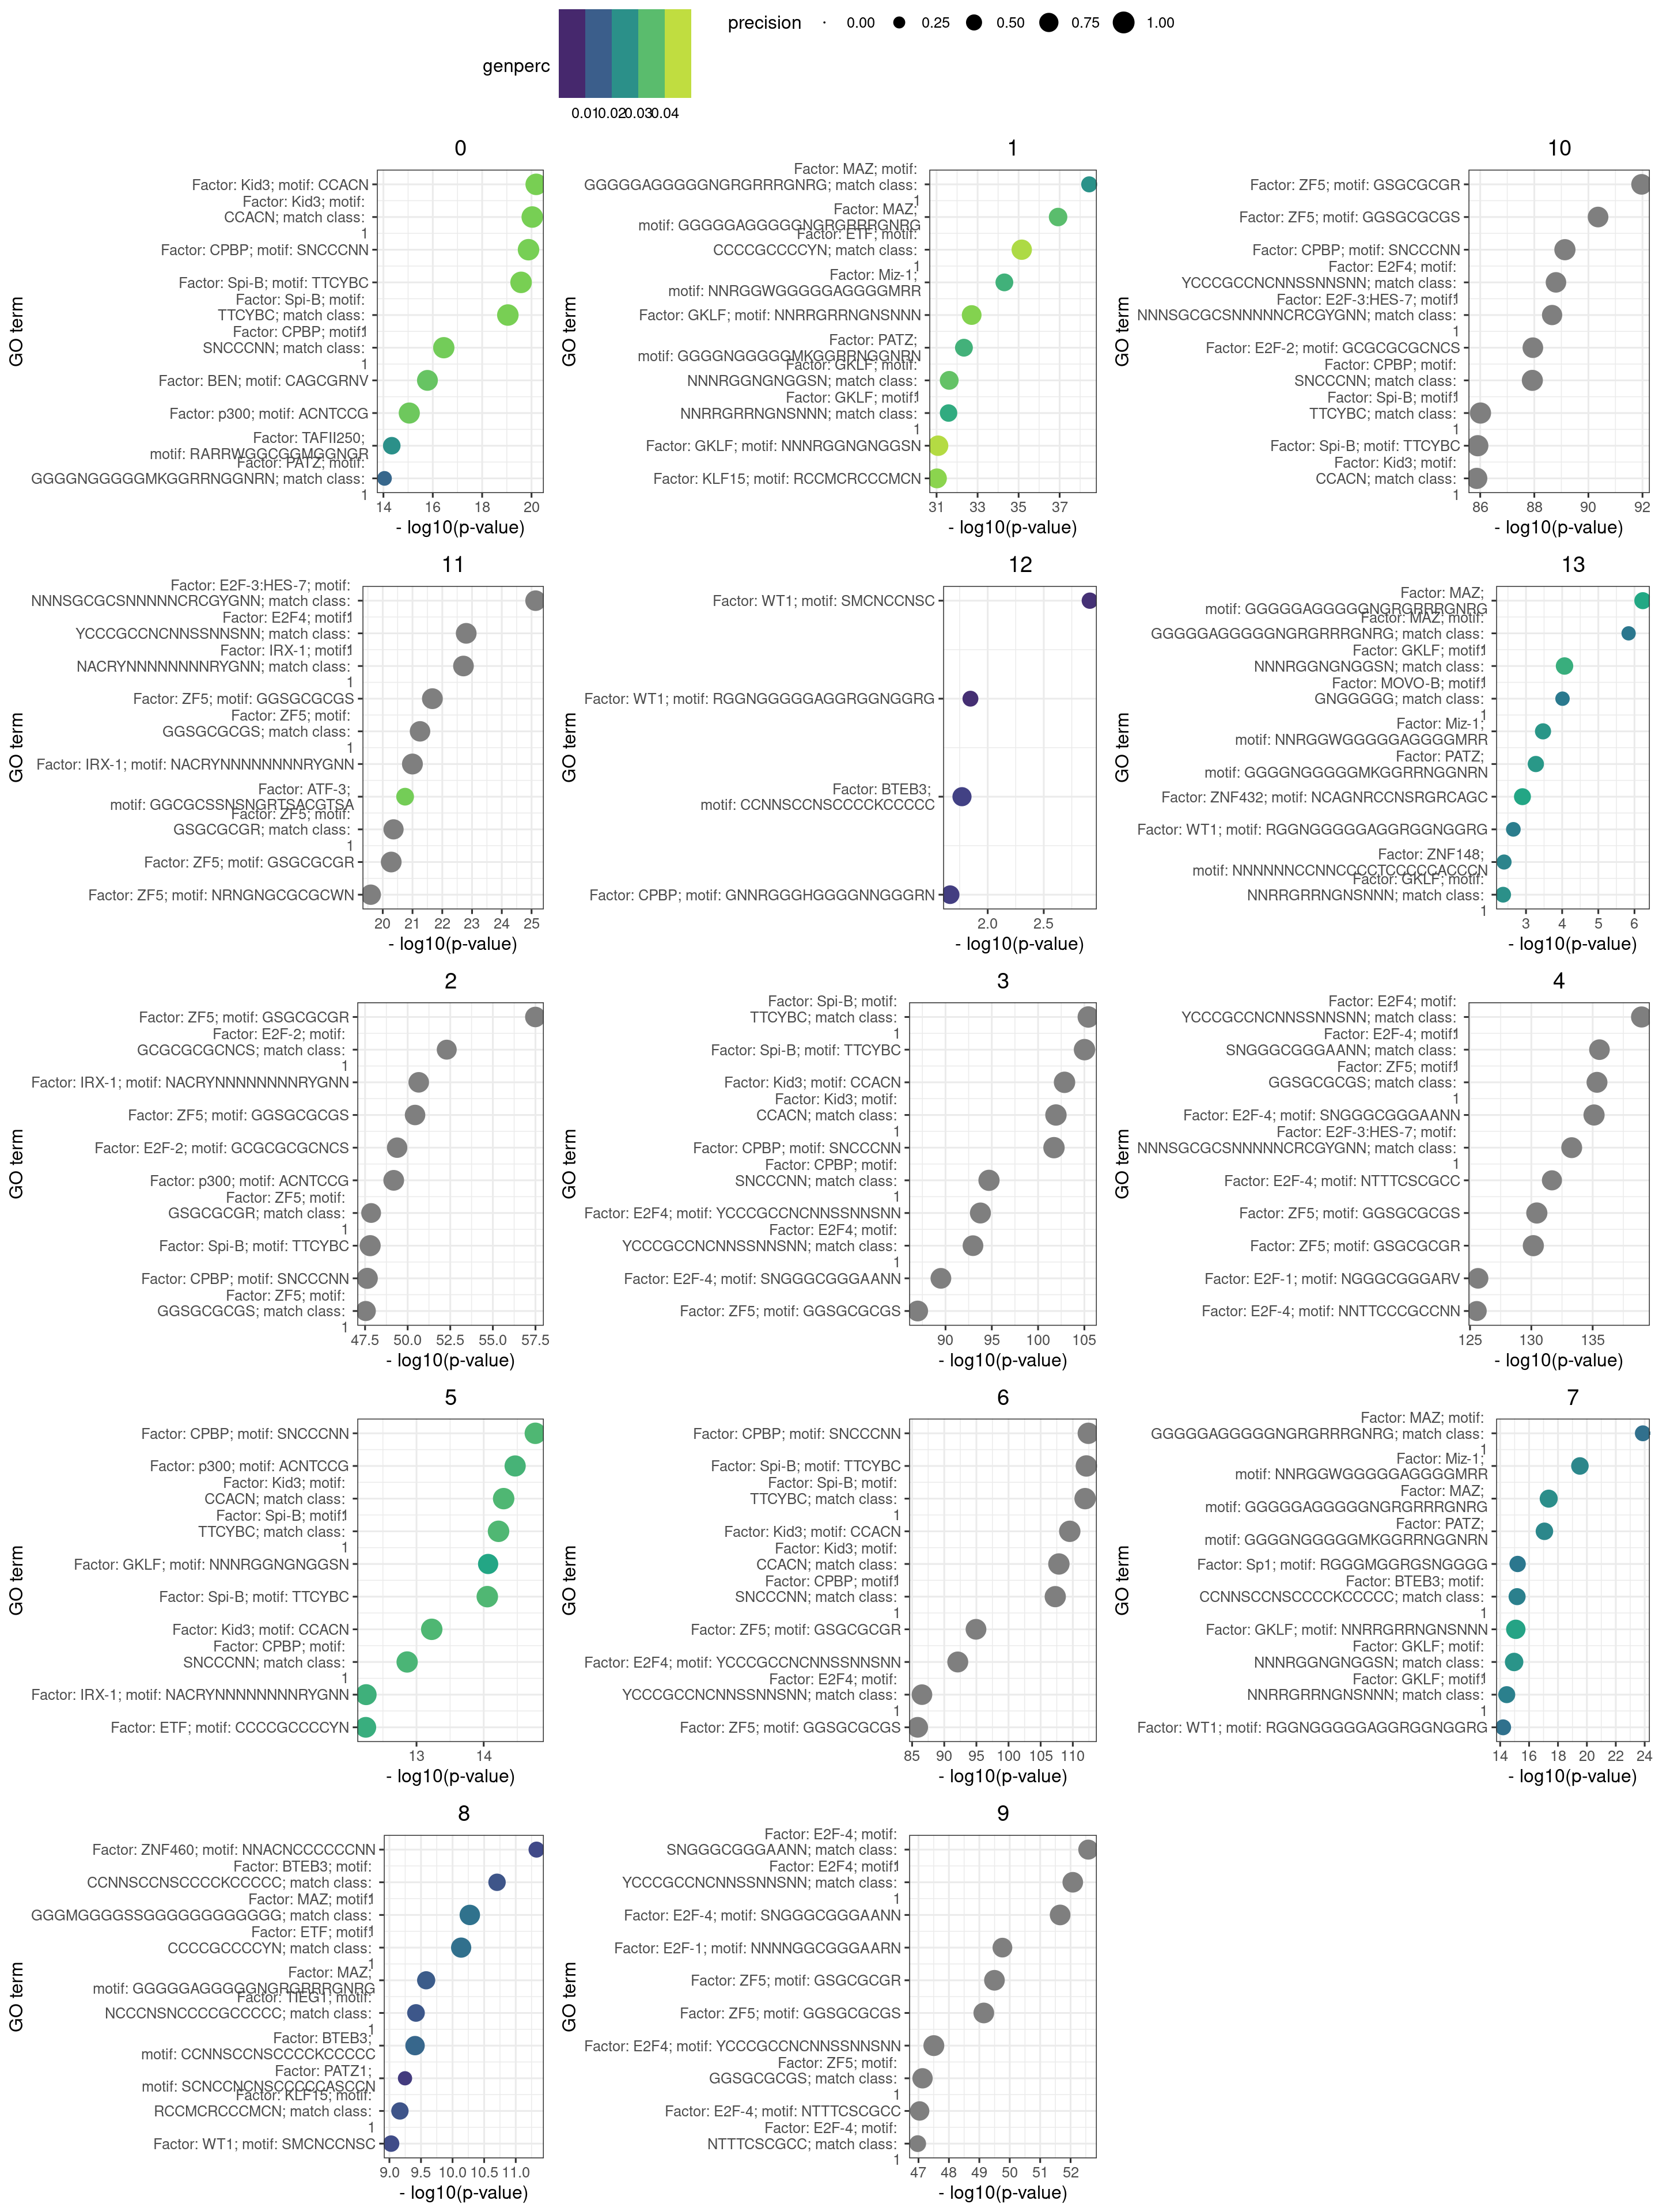 genperc
0.01 0.02 0.03 0.04
precision 0.00 0.25 0.50 0.75 1.00
0
GO term
Factor: Kid3; motif: CCACN
Factor: Kid3; motif:
CCACN; match class:
1
Factor: CPBP; motif: SNCCCNN
Factor: Spi-B; motif: TTCYBC
Factor: Spi-B; motif:
TTCYBC; match class:
1
Factor: CPBP; motif:
SNCCCNN; match class:
1
Factor: BEN; motif: CAGCGRNV
Factor: p300; motif: ACNTCCG
Factor: TAFII250;
motif: RARRWGGCGGMGGNGR
Factor: PATZ; motif:
GGGGNGGGGGMKGGRRNGGNRN; match class:
1
14 16 18 20
- log10(p-value)
1
GO term
Factor: MAZ; motif:
GGGGGAGGGGGNGRGRRRGNRG; match class:
1
Factor: MAZ;
motif: GGGGGAGGGGGNGRGRRRGNRG
Factor: ETF; motif:
CCCCGCCCCYN; match class:
1
Factor: Miz-1;
motif: NNRGGWGGGGGAGGGGMRR
Factor: GKLF; motif: NNRRGRRNGNSNNN
Factor: PATZ;
motif: GGGGNGGGGGMKGGRRNGGNRN
Factor: GKLF; motif:
NNNRGGNGNGGSN; match class:
1
Factor: GKLF; motif:
NNRRGRRNGNSNNN; match class:
1
Factor: GKLF; motif: NNNRGGNGNGGSN
Factor: KLF15; motif: RCCMCRCCCMCN
31 33 35 37
- log10(p-value)
10
GO term
Factor: ZF5; motif: GSGCGCGR
Factor: ZF5; motif: GGSGCGCGS
Factor: CPBP; motif: SNCCCNN
Factor: E2F4; motif:
YCCCGCCNCNNSSNNSNN; match class:
1
Factor: E2F-3:HES-7; motif:
NNNSGCGCSNNNNNCRCGYGNN; match class:
1
Factor: E2F-2; motif: GCGCGCGCNCS
Factor: CPBP; motif:
SNCCCNN; match class:
1
Factor: Spi-B; motif:
TTCYBC; match class:
1
Factor: Spi-B; motif: TTCYBC
Factor: Kid3; motif:
CCACN; match class:
1
86 88 90 92
- log10(p-value)
11
GO term
Factor: E2F-3:HES-7; motif:
NNNSGCGCSNNNNNCRCGYGNN; match class:
1
Factor: E2F4; motif:
YCCCGCCNCNNSSNNSNN; match class:
1
Factor: IRX-1; motif:
NACRYNNNNNNNNRYGNN; match class:
1
Factor: ZF5; motif: GGSGCGCGS
Factor: ZF5; motif:
GGSGCGCGS; match class:
1
Factor: IRX-1; motif: NACRYNNNNNNNNRYGNN
Factor: ATF-3;
motif: GGCGCSSNSNGRTSACGTSA
Factor: ZF5; motif:
GSGCGCGR; match class:
1
Factor: ZF5; motif: GSGCGCGR
Factor: ZF5; motif: NRNGNGCGCGCWN
20 21 22 23 24 25
- log10(p-value)
12
GO term
Factor: WT1; motif: SMCNCCNSC
Factor: WT1; motif: RGGNGGGGGAGGRGGNGGRG
Factor: BTEB3;
motif: CCNNSCCNSCCCCKCCCCC
Factor: CPBP; motif: GNNRGGGHGGGGNNGGGRN
2.0 2.5
- log10(p-value)
13
GO term
Factor: MAZ;
motif: GGGGGAGGGGGNGRGRRRGNRG
Factor: MAZ; motif:
GGGGGAGGGGGNGRGRRRGNRG; match class:
1
Factor: GKLF; motif:
NNNRGGNGNGGSN; match class:
1
Factor: MOVO-B; motif:
GNGGGGG; match class:
1
Factor: Miz-1;
motif: NNRGGWGGGGGAGGGGMRR
Factor: PATZ;
motif: GGGGNGGGGGMKGGRRNGGNRN
Factor: ZNF432; motif: NCAGNRCCNSRGRCAGC
Factor: WT1; motif: RGGNGGGGGAGGRGGNGGRG
Factor: ZNF148;
motif: NNNNNNCCNNCCCCTCCCCCACCCN
Factor: GKLF; motif:
NNRRGRRNGNSNNN; match class:
1
3 4 5 6
- log10(p-value)
2
GO term
Factor: ZF5; motif: GSGCGCGR
Factor: E2F-2; motif:
GCGCGCGCNCS; match class:
1
Factor: IRX-1; motif: NACRYNNNNNNNNRYGNN
Factor: ZF5; motif: GGSGCGCGS
Factor: E2F-2; motif: GCGCGCGCNCS
Factor: p300; motif: ACNTCCG
Factor: ZF5; motif:
GSGCGCGR; match class:
1
Factor: Spi-B; motif: TTCYBC
Factor: CPBP; motif: SNCCCNN
Factor: ZF5; motif:
GGSGCGCGS; match class:
1
47.5 50.0 52.5 55.0 57.5
- log10(p-value)
3
GO term
Factor: Spi-B; motif:
TTCYBC; match class:
1
Factor: Spi-B; motif: TTCYBC
Factor: Kid3; motif: CCACN
Factor: Kid3; motif:
CCACN; match class:
1
Factor: CPBP; motif: SNCCCNN
Factor: CPBP; motif:
SNCCCNN; match class:
1
Factor: E2F4; motif: YCCCGCCNCNNSSNNSNN
Factor: E2F4; motif:
YCCCGCCNCNNSSNNSNN; match class:
1
Factor: E2F-4; motif: SNGGGCGGGAANN
Factor: ZF5; motif: GGSGCGCGS
90 95 100 105
- log10(p-value)
4
GO term
Factor: E2F4; motif:
YCCCGCCNCNNSSNNSNN; match class:
1
Factor: E2F-4; motif:
SNGGGCGGGAANN; match class:
1
Factor: ZF5; motif:
GGSGCGCGS; match class:
1
Factor: E2F-4; motif: SNGGGCGGGAANN
Factor: E2F-3:HES-7; motif:
NNNSGCGCSNNNNNCRCGYGNN; match class:
1
Factor: E2F-4; motif: NTTTCSCGCC
Factor: ZF5; motif: GGSGCGCGS
Factor: ZF5; motif: GSGCGCGR
Factor: E2F-1; motif: NGGGCGGGARV
Factor: E2F-4; motif: NNTTCCCGCCNN
125 130 135
- log10(p-value)
5
GO term
Factor: CPBP; motif: SNCCCNN
Factor: p300; motif: ACNTCCG
Factor: Kid3; motif:
CCACN; match class:
1
Factor: Spi-B; motif:
TTCYBC; match class:
1
Factor: GKLF; motif: NNNRGGNGNGGSN
Factor: Spi-B; motif: TTCYBC
Factor: Kid3; motif: CCACN
Factor: CPBP; motif:
SNCCCNN; match class:
1
Factor: IRX-1; motif: NACRYNNNNNNNNRYGNN
Factor: ETF; motif: CCCCGCCCCYN
13 14
- log10(p-value)
6
GO term
Factor: CPBP; motif: SNCCCNN
Factor: Spi-B; motif: TTCYBC
Factor: Spi-B; motif:
TTCYBC; match class:
1
Factor: Kid3; motif: CCACN
Factor: Kid3; motif:
CCACN; match class:
1
Factor: CPBP; motif:
SNCCCNN; match class:
1
Factor: ZF5; motif: GSGCGCGR
Factor: E2F4; motif: YCCCGCCNCNNSSNNSNN
Factor: E2F4; motif:
YCCCGCCNCNNSSNNSNN; match class:
1
Factor: ZF5; motif: GGSGCGCGS
85 90 95 100 105 110
- log10(p-value)
7
GO term
Factor: MAZ; motif:
GGGGGAGGGGGNGRGRRRGNRG; match class:
1
Factor: Miz-1;
motif: NNRGGWGGGGGAGGGGMRR
Factor: MAZ;
motif: GGGGGAGGGGGNGRGRRRGNRG
Factor: PATZ;
motif: GGGGNGGGGGMKGGRRNGGNRN
Factor: Sp1; motif: RGGGMGGRGSNGGGG
Factor: BTEB3; motif:
CCNNSCCNSCCCCKCCCCC; match class:
1
Factor: GKLF; motif: NNRRGRRNGNSNNN
Factor: GKLF; motif:
NNNRGGNGNGGSN; match class:
1
Factor: GKLF; motif:
NNRRGRRNGNSNNN; match class:
1
Factor: WT1; motif: RGGNGGGGGAGGRGGNGGRG
14 16 18 20 22 24
- log10(p-value)
8
GO term
Factor: ZNF460; motif: NNACNCCCCCCNN
Factor: BTEB3; motif:
CCNNSCCNSCCCCKCCCCC; match class:
1
Factor: MAZ; motif:
GGGMGGGGSSGGGGGGGGGGGG; match class:
1
Factor: ETF; motif:
CCCCGCCCCYN; match class:
1
Factor: MAZ;
motif: GGGGGAGGGGGNGRGRRRGNRG
Factor: TIEG1; motif:
NCCCNSNCCCCGCCCCC; match class:
1
Factor: BTEB3;
motif: CCNNSCCNSCCCCKCCCCC
Factor: PATZ1;
motif: SCNCCNCNSCCCCCASCCN
Factor: KLF15; motif:
RCCMCRCCCMCN; match class:
1
Factor: WT1; motif: SMCNCCNSC
9.0 9.5 10.0 10.5 11.0
- log10(p-value)
9
GO term
Factor: E2F-4; motif:
SNGGGCGGGAANN; match class:
1
Factor: E2F4; motif:
YCCCGCCNCNNSSNNSNN; match class:
1
Factor: E2F-4; motif: SNGGGCGGGAANN
Factor: E2F-1; motif: NNNNGGCGGGAARN
Factor: ZF5; motif: GSGCGCGR
Factor: ZF5; motif: GGSGCGCGS
Factor: E2F4; motif: YCCCGCCNCNNSSNNSNN
Factor: ZF5; motif:
GGSGCGCGS; match class:
1
Factor: E2F-4; motif: NTTTCSCGCC
Factor: E2F-4; motif:
NTTTCSCGCC; match class:
1
47 48 49 50 51 52
- log10(p-value)